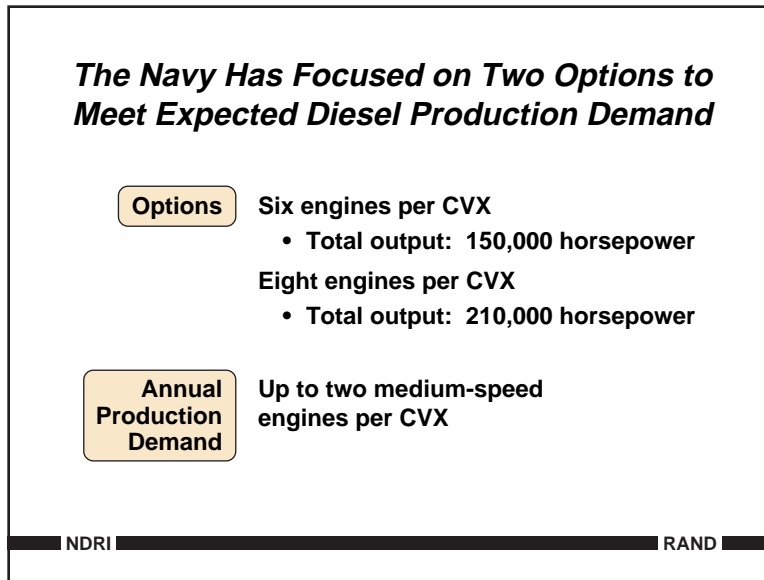 The Navy Has Focused on Two Options to
Meet Expected Diesel Production Demand
Options
Six engines per CVX
• Total output: 150,000 horsepower
Eight engines per CVX
• Total output: 210,000 horsepower
Annual
Production
Demand
Up to two medium-speed
engines per CVX
NDRI
RAND